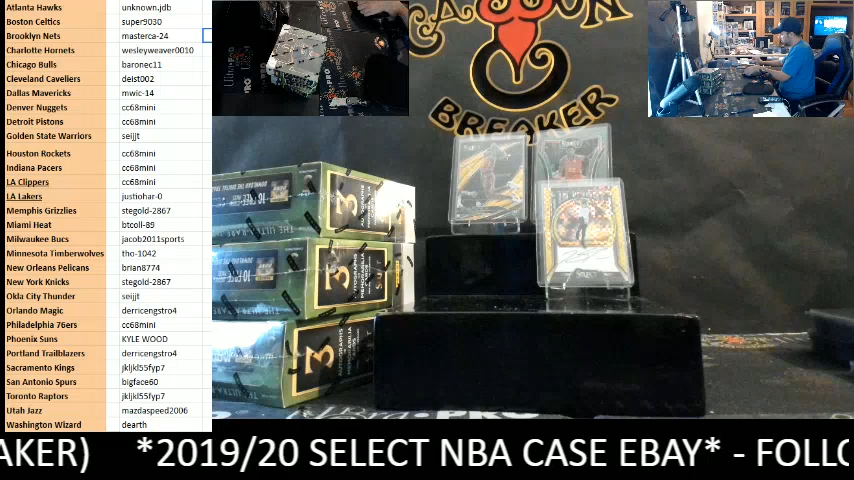 Atlanta Hawks unknown.jdb
Boston Celtics super9030
Brooklyn Nets masterca-24
Charlotte Hornets wesleyweaver0010
Chicago Bulls baronec11
Cleveland Cavaliers deist002
Dallas Mavericks mwic-14
Denver Nuggets cc68mini
Detroit Pistons cc68mini
Golden State Warriors seijjt
Houston Rockets cc68mini
Indiana Pacers cc68mini
LA Clippers cc68mini
LA Lakers justiohar-0
Memphis Grizzlies stegold-2867
Miami Heat btcoll-89
Milwaukee Bucs jacob2011sports
Minnesota Timberwolves tho-1042
New Orleans Pelicans brian8774
New York Knicks stegold-2867
Okla City Thunder seijjt
Orlando Magic derricengstro4
Philadelphia 76ers cc68mini
Phoenix Suns KYLE WOOD
Portland Trailblazers derricengstro4
Sacramento Kings jkljkl55fyp7
San Antonio Spurs bigface60
Toronto Raptors jkljkl55fyp7
Utah Jazz mazdaspeed2006
Washington Wizard dearth
BREAKER
3
3
3
AKER) *2019/20 SELECT NBA CASE EBAY* - FOLLO